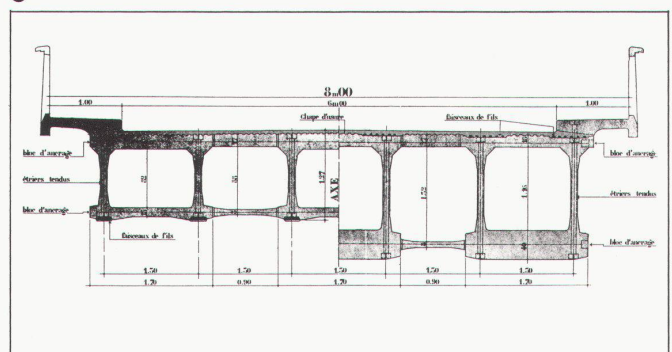 8m00
1.00 6m00 1.00
Chape d'usure faisceaux de fils
bloc d'ancrage bloc d'ancrage
étriers tendus étriers tendus
1.27
AXE
1.52
bloc d'ancrage bloc d'ancrage
faisceaux de fils
1.50 1.50 1.50 1.50 1.50
1.70 0.90 1.70 0.90 1.70